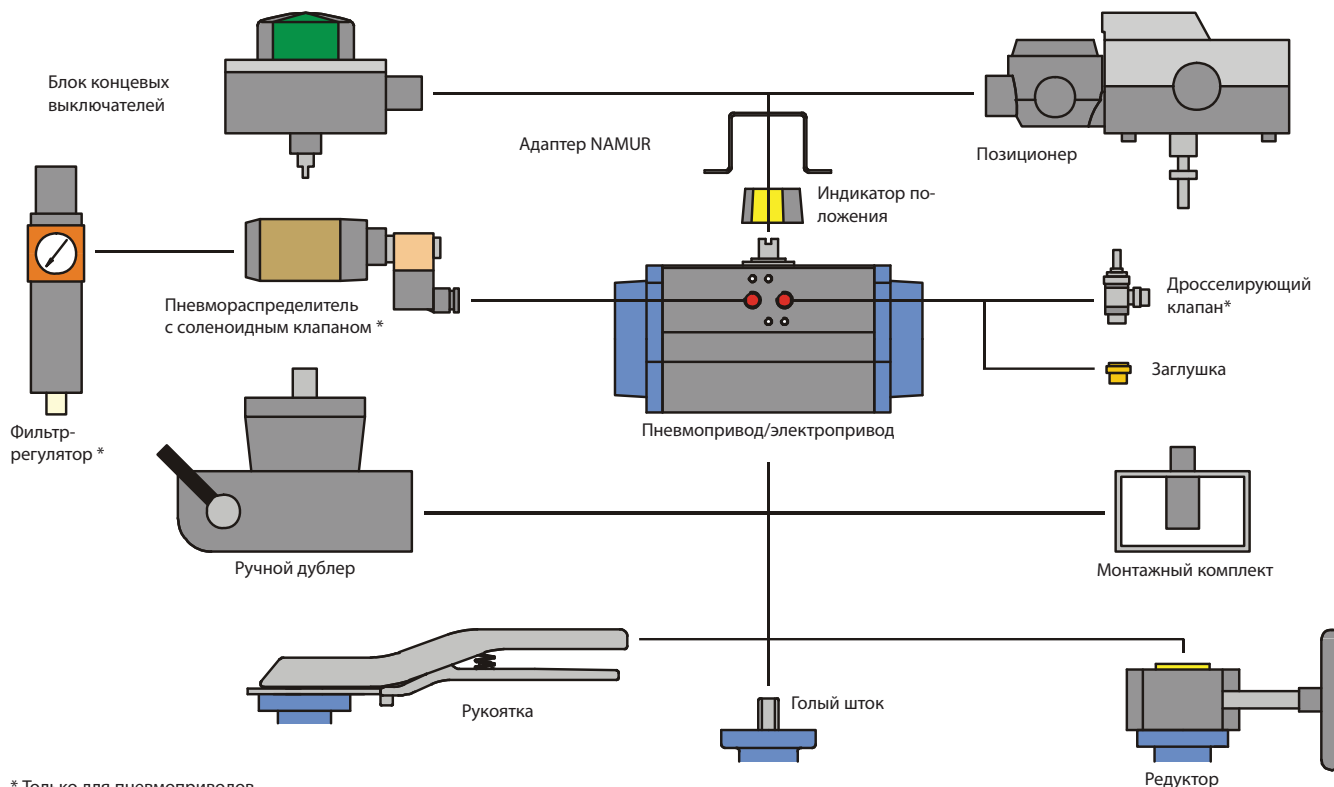 Блок концевых
выключателей
Адаптер NAMUR
Позиционер
Индикатор по-
ложения
Пневмораспределитель
с соленоидным клапаном *
Дросселирующий
клапан*
Заглушка
Фильтр-
регулятор *
Пневмопривод/электропривод
Ручной дублер
Монтажный комплект
Рукоятка
Голый шток
Редуктор
* Только для пневмоприводов